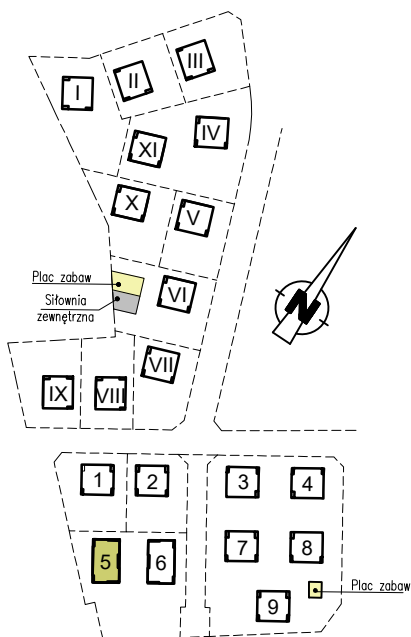 III
II
I
IV
XI
X
V
Plac zabaw
Siłownia
zewnętrzna
VI
N
VII
IX
VIII
1
2
3
4
5
6
7
8
9
Plac zabaw